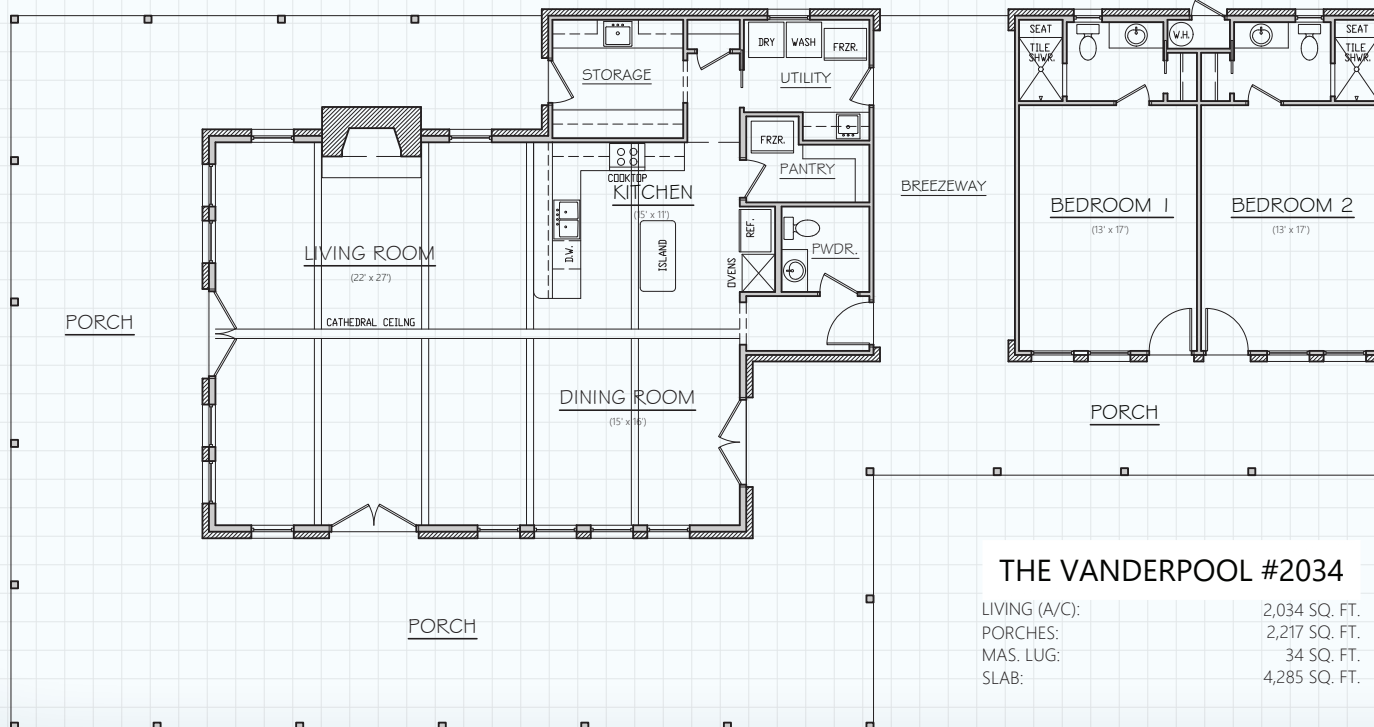 SEAT
SEAT
DRY
WASH
FRZR.
W.H.
TILE
SHWR.
TILE
SHWR.
STORAGE
UTILITY
FRZR.
PANTRY
COOKTOP
KITCHEN
(15' x 11')
BREEZEWAY
BEDROOM 1
(13' x 17')
BEDROOM 2
(13' x 17')
REF.
D.W.
ISLAND
OVENS
PWDR.
LIVING ROOM
(22' x 27')
PORCH
CATHEDRAL CEILNG
DINING ROOM
(15' x 16')
PORCH
PORCH
THE VANDERPOOL #2034
LIVING (A/C): 2,034 SQ. FT.
PORCHES: 2,217 SQ. FT.
MAS. LUG: 34 SQ. FT.
SLAB: 4,285 SQ. FT.